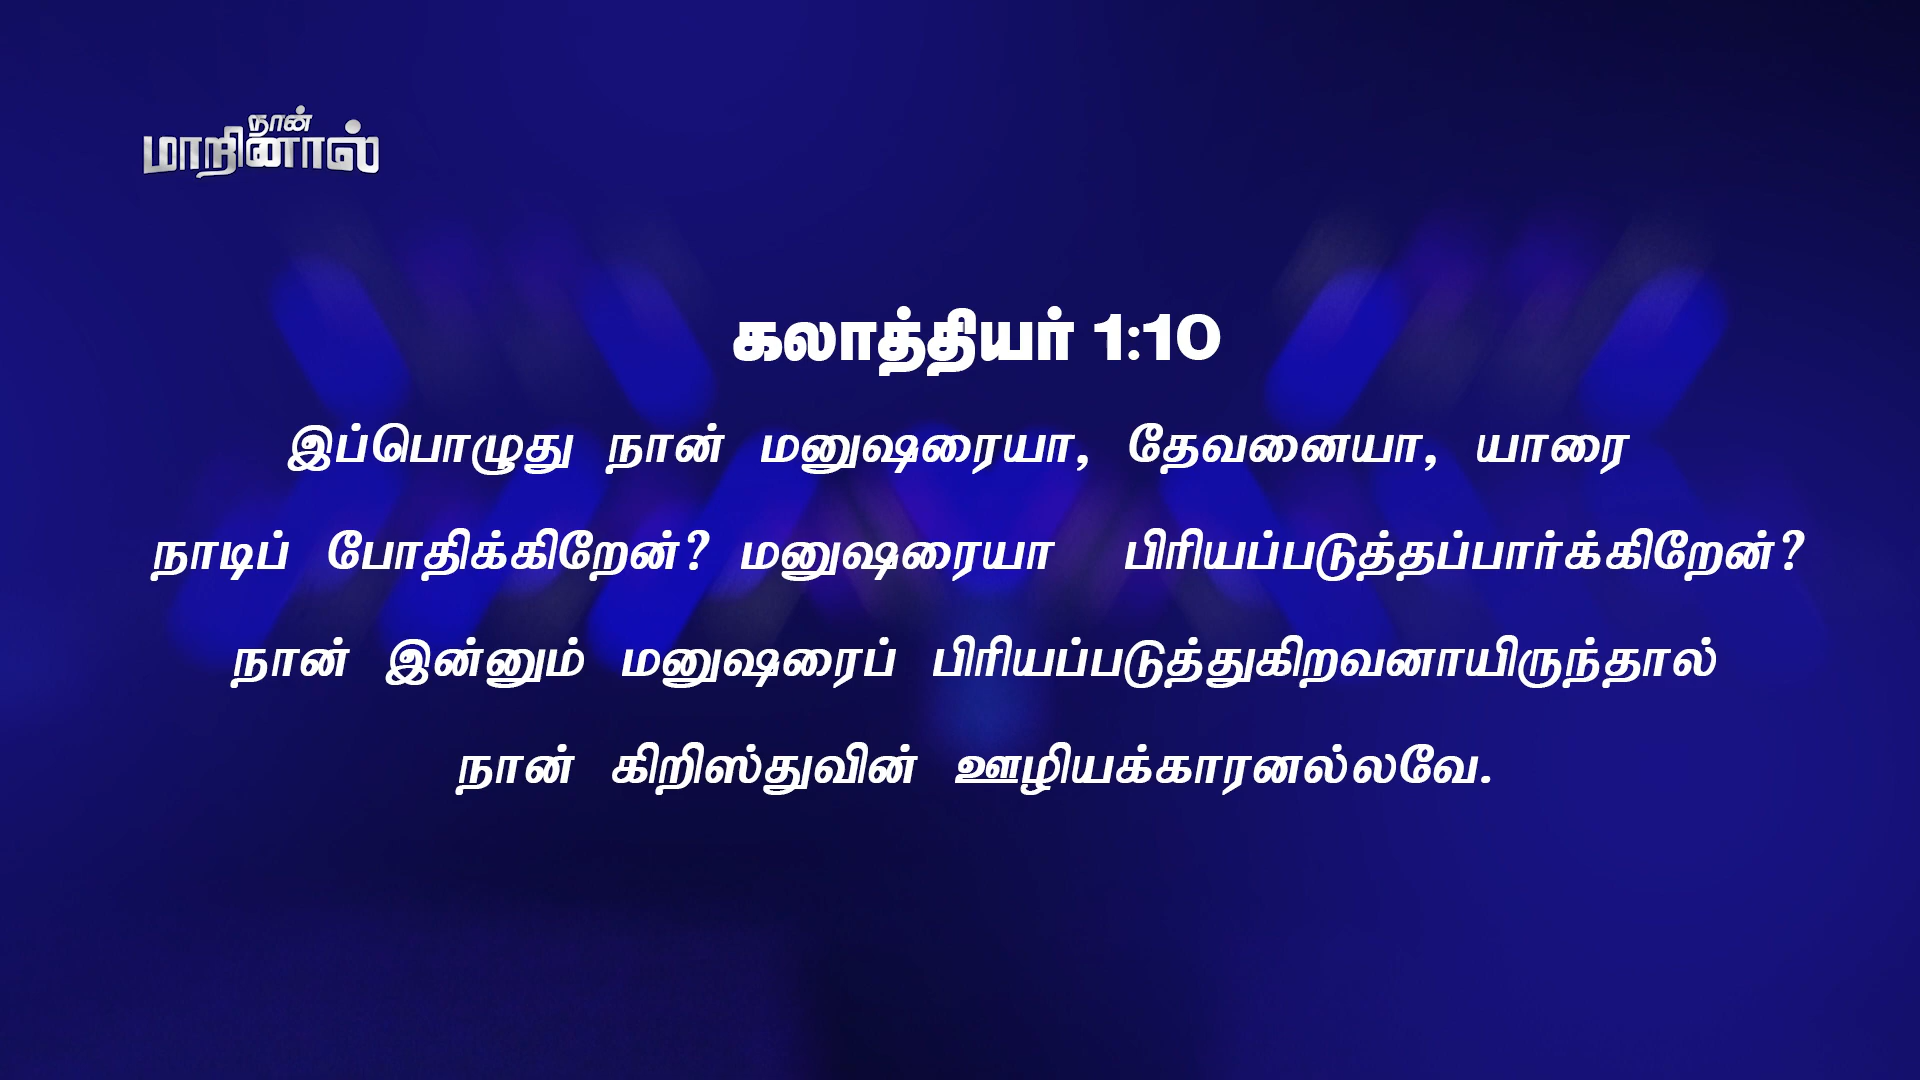 நான்
மாறினால்
கலாத்தியர் 1:10
இப்பொழுது நான் மனுஷரையா, தேவனையா, யாரை
நாடிப் போதிக்கிறேன்? மனுஷரையா பிரியப்படுத்தப்பார்க்கிறேன்?
நான் இன்னும் மனுஷரைப் பிரியப்படுத்துகிறவனாயிருந்தால்
நான் கிறிஸ்துவின் ஊழியக்காரனல்லவே.